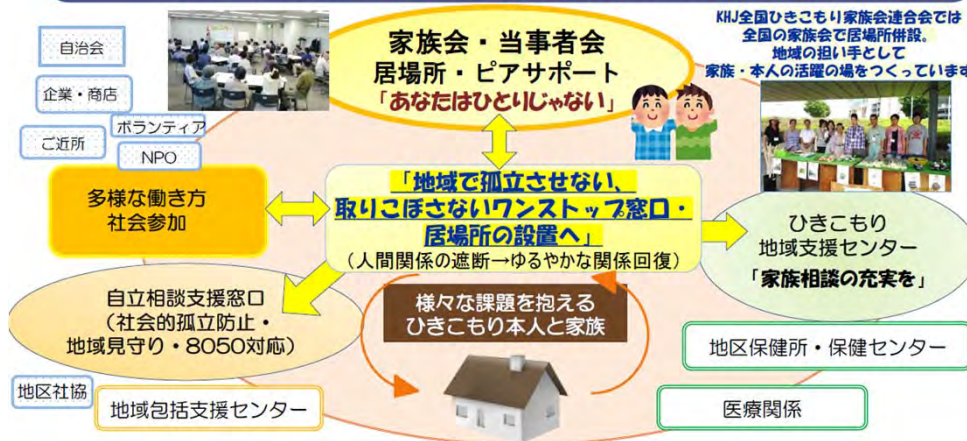 自治会
企業・商店
ボランティア
ご近所
NPO
家族会・当事者会
居場所・ピアサポート
「あなたはひとりじゃない」
KHJ全国ひきこもり家族会連合会では
全国の家族会で居場所併設。
地域の担い手として
家族・本人の活躍の場をつくっています
多様な働き方
社会参加
「地域で孤立させない、
取りこぼさないワンストップ窓口・
居場所の設置へ」
(人間関係の遮断→ゆるやかな関係回復)
ひきこもり
地域支援センター
「家族相談の充実を」
自立相談支援窓口
(社会的孤立防止・
地域見守り・8050対応)
様々な課題を抱える
ひきこもり本人と家族
地区保健所・保健センター
地区社協
地域包括支援センター
医療関係